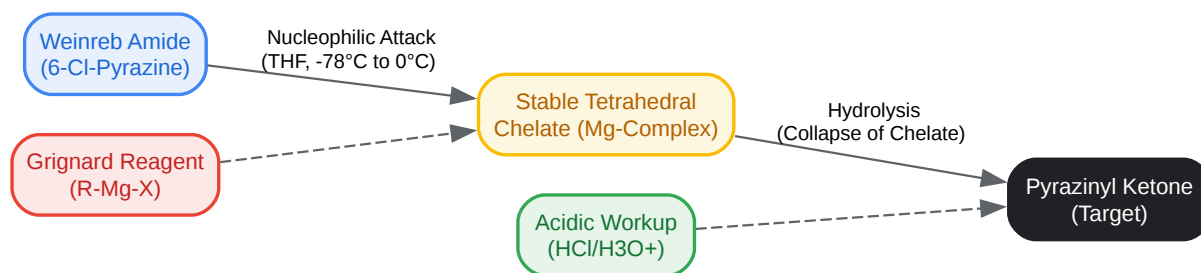 Weinreb Amide
(6-Cl-Pyrazine)
Nucleophilic Attack
(THF, -78°C to 0°C)
Grignard Reagent
(R-Mg-X)
Stable Tetrahedral
Chelate (Mg-Complex)
Hydrolysis
(Collapse of Chelate)
Acidic Workup
(HCl/H3O+)
Pyrazinyl Ketone
(Target)